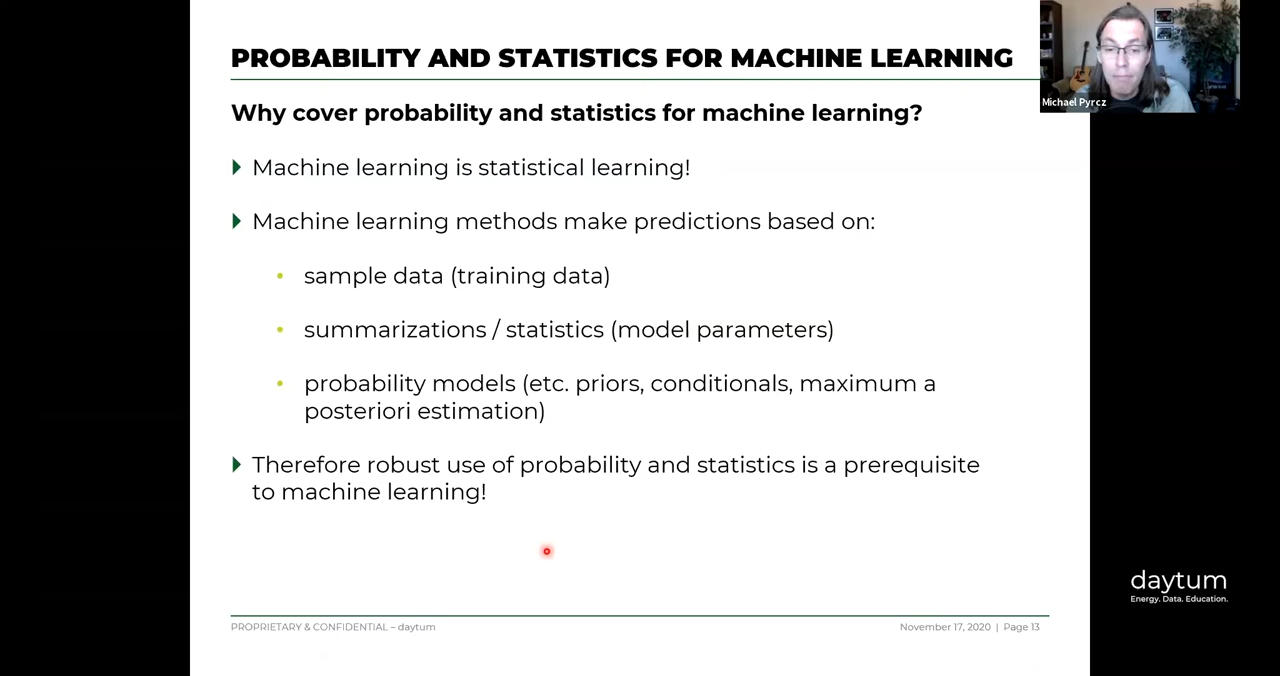 PROBABILITY AND STATISTICS FOR MACHINE LEARNING
Michael Pyrcz
Why cover probability and statistics for machine learning?
Machine learning is statistical learning!
Machine learning methods make predictions based on:
sample data (training data)
summarizations / statistics (model parameters)
probability models (etc. priors, conditionals, maximum a
posteriori estimation)
Therefore robust use of probability and statistics is a prerequisite
to machine learning!
daytum
Energy. Data. Education.
PROPRIETARY & CONFIDENTIAL – daytum
November 17, 2020 | Page 13